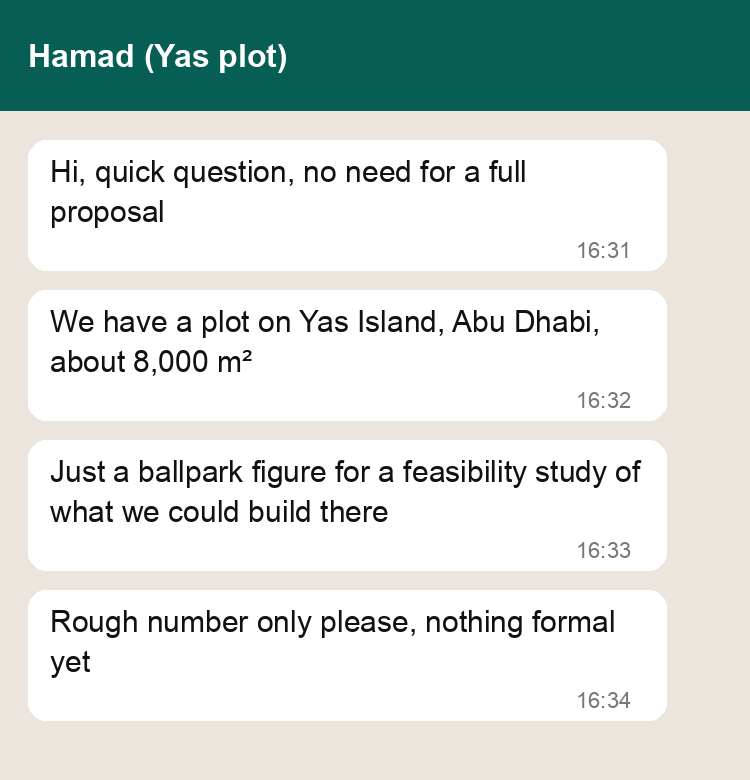 Hamad (Yas plot)
Hi, quick question, no need for a full
proposal
16:31
We have a plot on Yas Island, Abu Dhabi,
about 8,000 m²
16:32
Just a ballpark figure for a feasibility study of
what we could build there
16:33
Rough number only please, nothing formal
yet
16:34